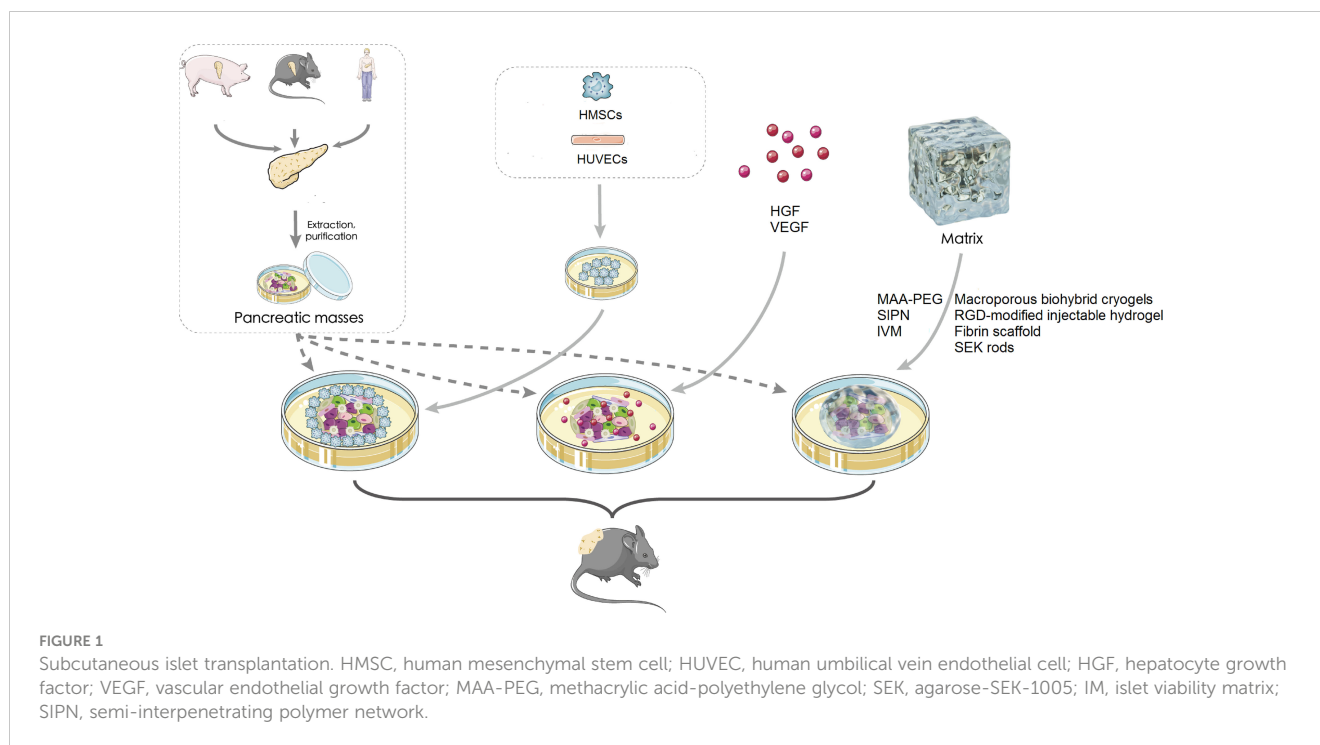 HMSCs
HUVECs
Extraction,
purification
Pancreatic masses
HGF
VEGF
Matrix
MAA-PEG
SIPN
IVM
Macroporous biohybrid cryogels
RGD-modified injectable hydrogel
Fibrin scaffold
SEK rods
FIGURE 1
Subcutaneous islet transplantation. HMSC, human mesenchymal stem cell; HUVEC, human umbilical vein endothelial cell; HGF, hepatocyte growth
factor; VEGF, vascular endothelial growth factor; MAA-PEG, methacrylic acid-polyethylene glycol; SEK, agarose-SEK-1005; IM, islet viability matrix;
SIPN, semi-interpenetrating polymer network.